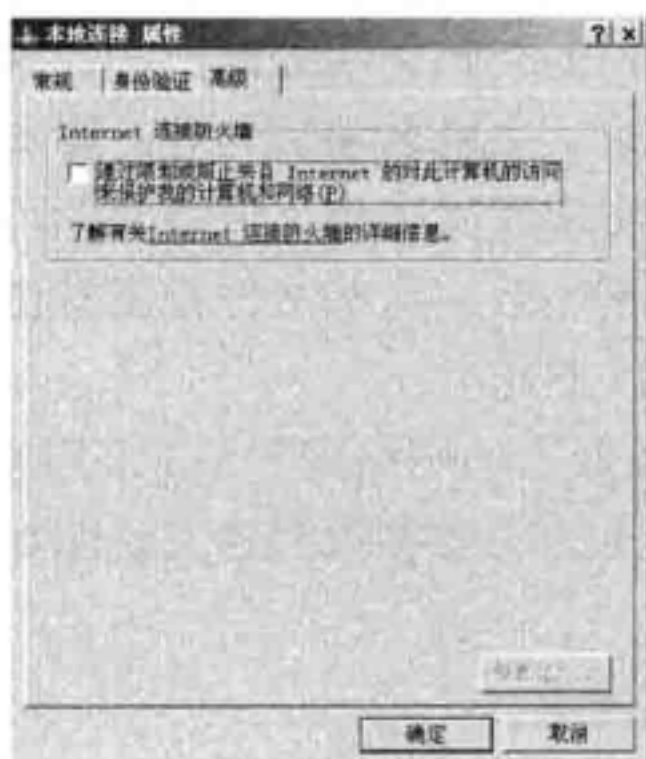 本地连接 属性
? ×
常规 身份验证 高级
Internet 连接防火墙
通过限制或阻止来自 Internet 的对此计算机的访问
来保护我的计算机和网络(P)
了解有关Internet 连接防火墙的详细信息。
确定 取消